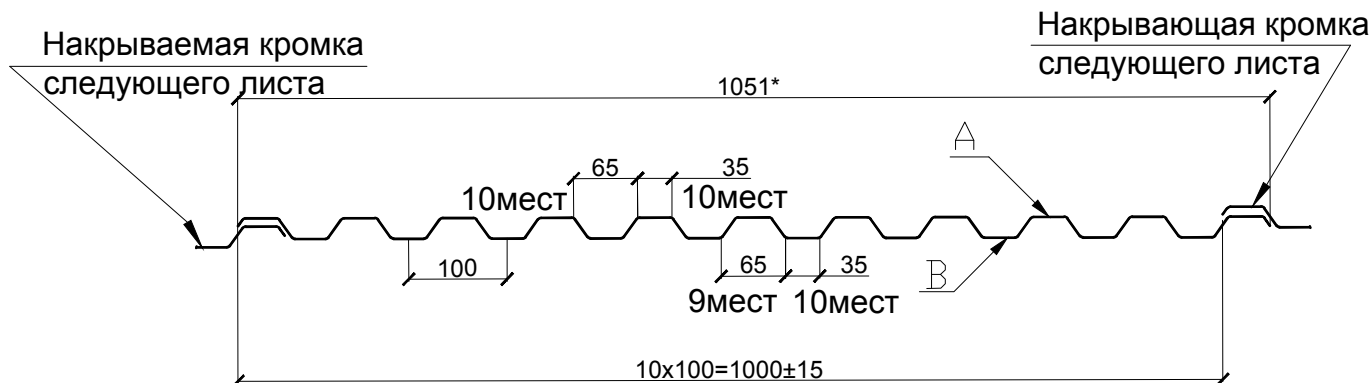 Накрываемая кромка
следующего листа
Накрывающая кромка
следующего листа
1051*
A
65
35
10мест
10мест
100
65
35
B
9мест
10мест
10x100=1000±15